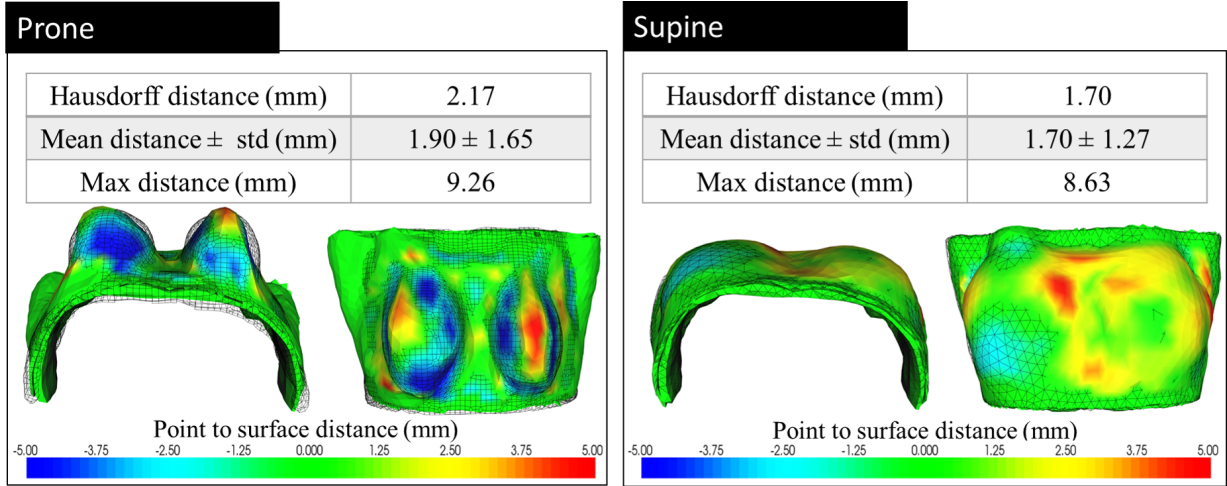 Prone
Hausdorff distance (mm) 2.17
Mean distance ± std (mm) 1.90 ± 1.65
Max distance (mm) 9.26
Point to surface distance (mm)
-5.00 -3.75 -2.50 -1.25 0.000 1.25 2.50 3.75 5.00
Supine
Hausdorff distance (mm) 1.70
Mean distance ± std (mm) 1.70 ± 1.27
Max distance (mm) 8.63
Point to surface distance (mm)
-5.00 -3.75 -2.50 -1.25 0.000 1.25 2.50 3.75 5.00